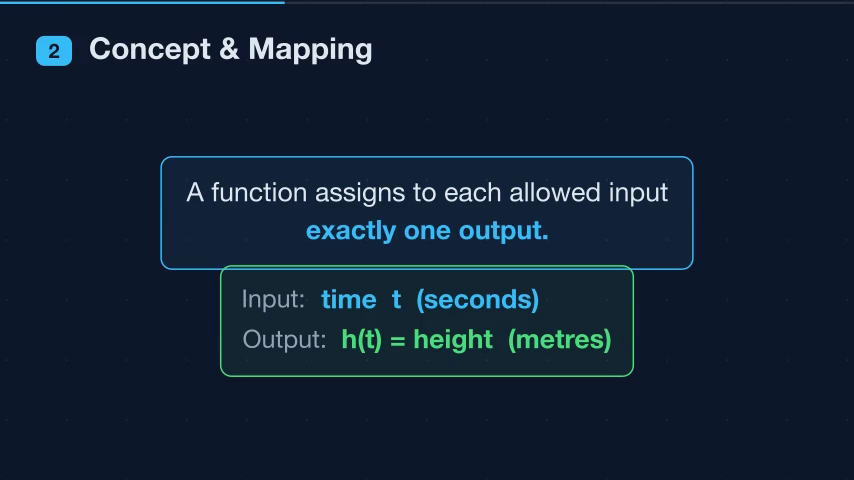 2 Concept & Mapping
A function assigns to each allowed input
exactly one output.
Input: time t (seconds)
Output: h(t) = height (metres)